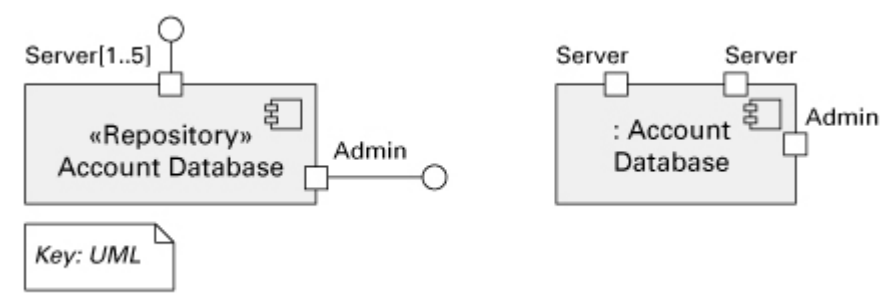 Server[1..5]
«Repository»
Account Database
Admin
Key: UML
Server
Server
: Account
Database
Admin